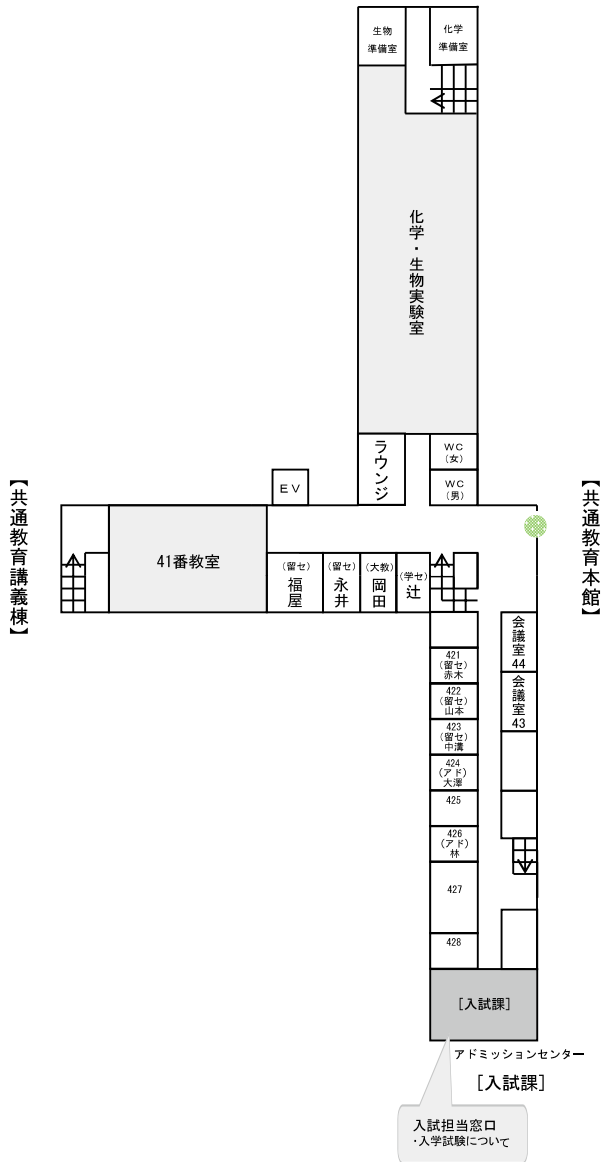 生物
準備室
化学
準備室
化学・生物実験室
ラウンジ
WC
(女)
WC
(男)
EV
【共通教育講義棟】
【共通教育本館】
41番教室
(留セ)
福屋
(留セ)
永井
(大教)
岡田
(学セ)
辻
会議室44
会議室43
421
(留セ)
赤木
422
(留セ)
山本
423
(留セ)
中溝
424
(アド)
大澤
425
426
(アド)
林
427
428
[入試課]
アドミッションセンター
[入試課]
入試担当窓口
・入学試験について